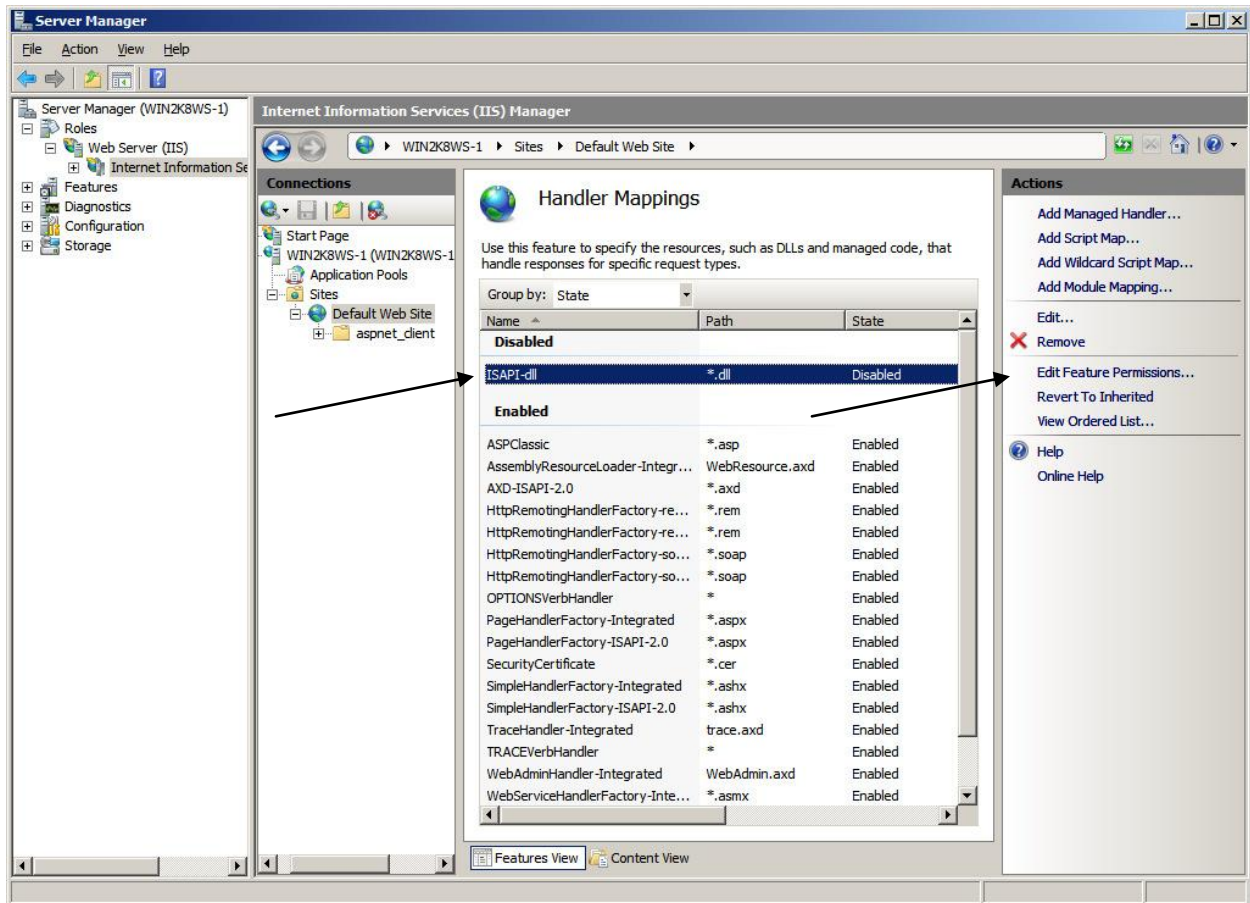 Server Manager
File Action View Help
Server Manager (WIN2K8WS-1)
Roles
Web Server (IIS)
Internet Information Se
Features
Diagnostics
Configuration
Storage
Internet Information Services (IIS) Manager
WIN2K8WS-1 Sites Default Web Site
Connections
Start Page
WIN2K8WS-1 (WIN2K8WS-1
Application Pools
Sites
Default Web Site
aspnet_client
Handler Mappings
Use this feature to specify the resources, such as DLLs and managed code, that
handle responses for specific request types.
Group by: State
Name Path State
Disabled
ISAPI-dll *.dll Disabled
Enabled
ASPClassic *.asp Enabled
AssemblyResourceLoader-Integr... WebResource.axd Enabled
AXD-ISAPI-2.0 *.axd Enabled
HttpRemotingHandlerFactory-re... *.rem Enabled
HttpRemotingHandlerFactory-re... *.rem Enabled
HttpRemotingHandlerFactory-so... *.soap Enabled
HttpRemotingHandlerFactory-so... *.soap Enabled
OPTIONSVerbHandler * Enabled
PageHandlerFactory-Integrated *.aspx Enabled
PageHandlerFactory-ISAPI-2.0 *.aspx Enabled
SecurityCertificate *.cer Enabled
SimpleHandlerFactory-Integrated *.ashx Enabled
SimpleHandlerFactory-ISAPI-2.0 *.ashx Enabled
TraceHandler-Integrated trace.axd Enabled
TRACEVerbHandler * Enabled
WebAdminHandler-Integrated WebAdmin.axd Enabled
WebServiceHandlerFactory-Inte... *.asmx Enabled
Features View Content View
Actions
Add Managed Handler...
Add Script Map...
Add Wildcard Script Map...
Add Module Mapping...
Edit...
Remove
Edit Feature Permissions...
Revert To Inherited
View Ordered List...
Help
Online Help